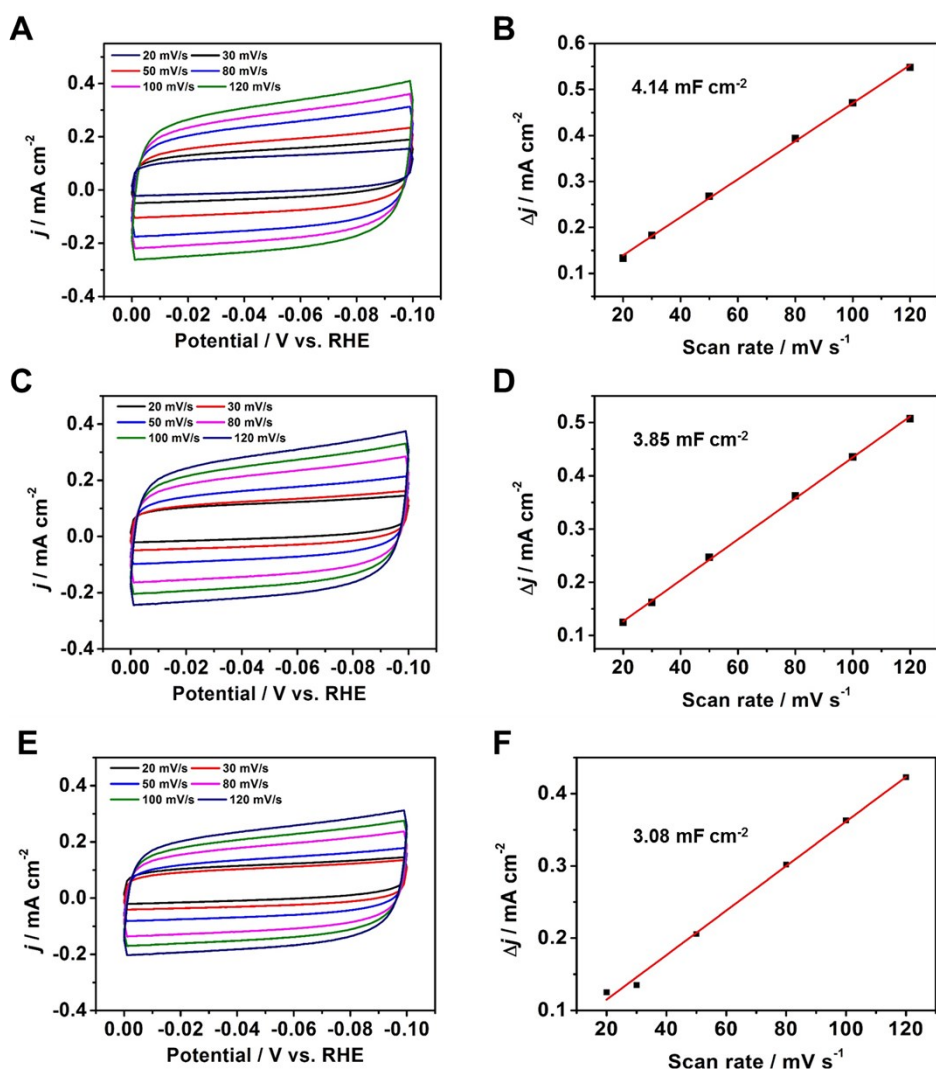 A
20 mV/s 30 mV/s
50 mV/s 80 mV/s
100 mV/s 120 mV/s
0.4
0.2
0.0
-0.2
-0.4
j / mA cm-2
0.00 -0.02 -0.04 -0.06 -0.08 -0.10
Potential / V vs. RHE
B
4.14 mF cm-2
0.6
0.5
0.4
0.3
0.2
0.1
Δj / mA cm-2
20 40 60 80 100 120
Scan rate / mV s-1
C
20 mV/s 30 mV/s
50 mV/s 80 mV/s
100 mV/s 120 mV/s
0.4
0.2
0.0
-0.2
-0.4
j / mA cm-2
0.00 -0.02 -0.04 -0.06 -0.08 -0.10
Potential / V vs. RHE
D
3.85 mF cm-2
0.5
0.4
0.3
0.2
0.1
Δj / mA cm-2
20 40 60 80 100 120
Scan rate / mV s-1
E
20 mV/s 30 mV/s
50 mV/s 80 mV/s
100 mV/s 120 mV/s
0.4
0.2
0.0
-0.2
-0.4
j / mA cm-2
0.00 -0.02 -0.04 -0.06 -0.08 -0.10
Potential / V vs. RHE
F
3.08 mF cm-2
0.4
0.3
0.2
0.1
Δj / mA cm-2
20 40 60 80 100 120
Scan rate / mV s-1